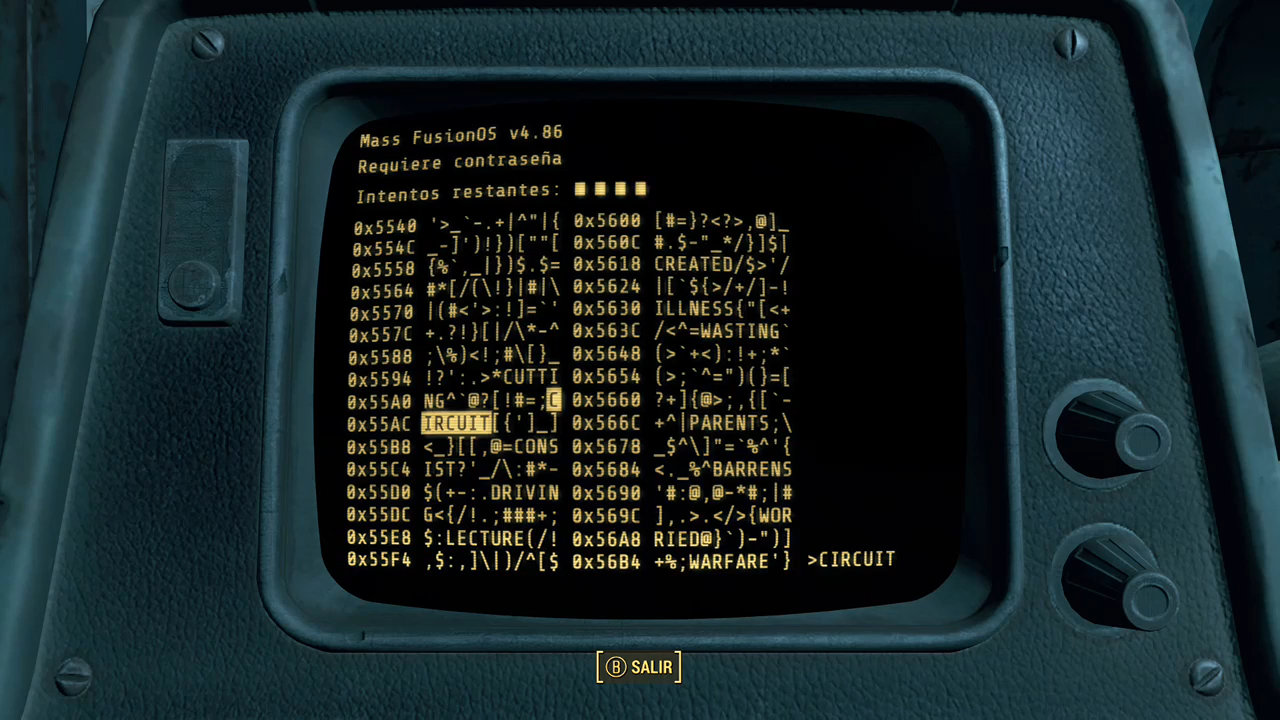 Mass FusionOS v4.86
Requiere contraseña
Intentos restantes: ■ ■ ■ ■
0x5540 '>_`-.+|^"|{ 0x5600 [#=}?<?>,@]_
0x554C _-]')!})[""[ 0x560C #.$-"_*/}]$|
0x5558 {%`,_|})$.$= 0x5618 CREATED/$>'/
0x5564 #*[/{\!}|#|\ 0x5624 |[`${>/+/]-!
0x5570 |(#<'>:!]=`' 0x5630 ILLNESS{"[<+
0x557C +.?!}[|/\*-^ 0x563C /<^=WASTING`
0x5588 ;\%)<!;#\[}_ 0x5648 (>`+<):!+;*`
0x5594 !?':.>*CUTTI 0x5654 (>;`^=")(}=[
0x55A0 NG^`@?[!#=;C 0x5660 ?+]{@>;,{[`-
0x55AC IRCUIT[{']_] 0x566C +^|PARENTS;\
0x55B8 <_}[[,@=CONS 0x5678 _$^\]"=`%^'{
0x55C4 IST?'_/\:#*- 0x5684 <._%^BARRENS
0x55D0 $(+-:.DRIVIN 0x5690 '#:@,@-*#;|#
0x55DC G<{/!.;###+; 0x569C ],.>.</>{WOR
0x55E8 $:LECTURE(/! 0x56A8 RIED@}`)-")]
0x55F4 ,$:,]\|)/^[$ 0x56B4 +%;WARFARE'} >CIRCUIT
B SALIR